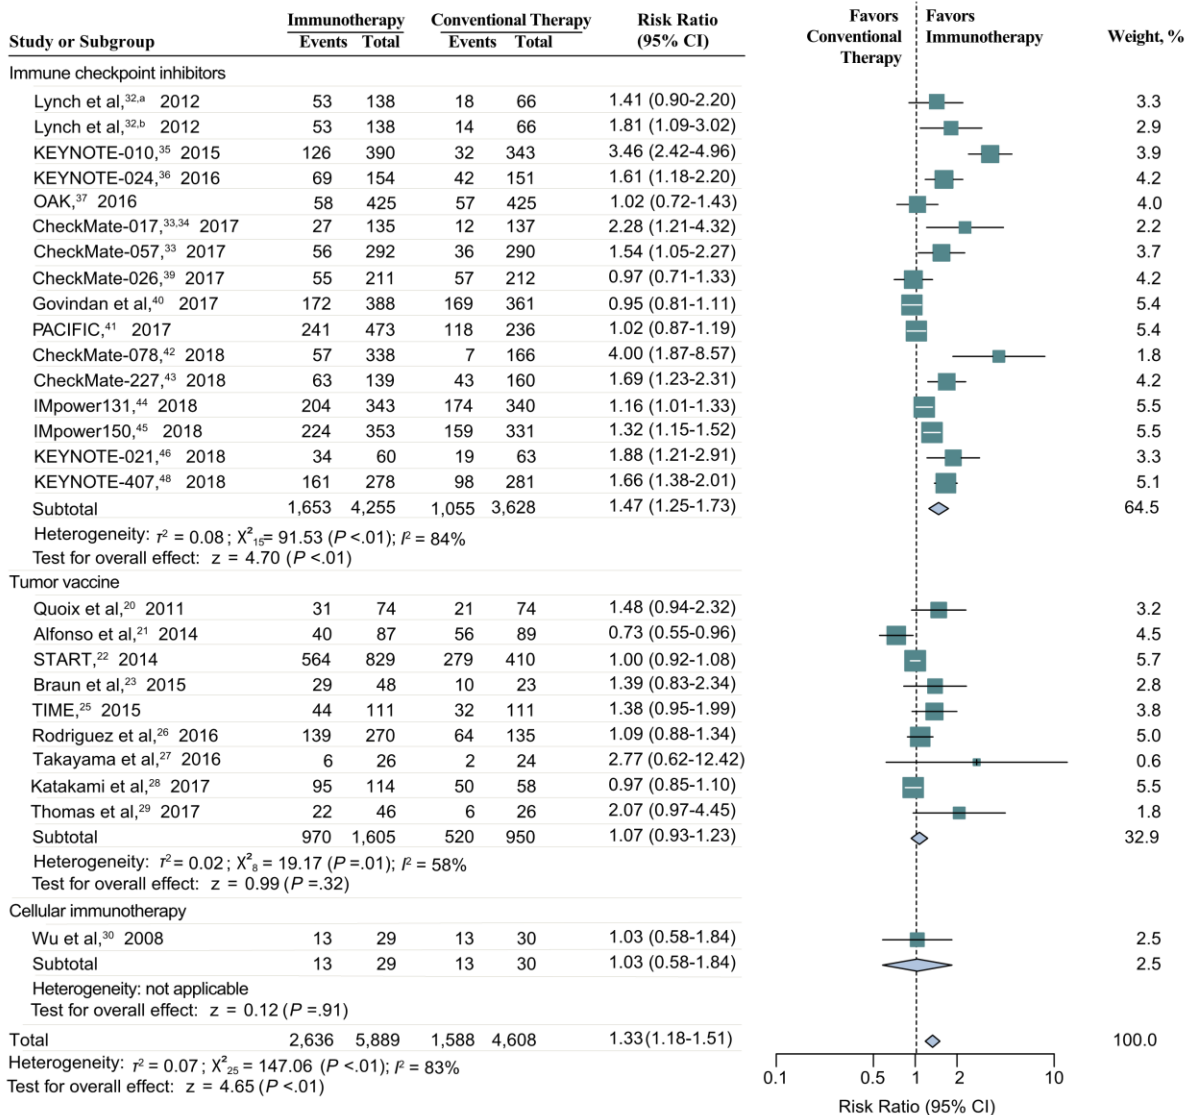 Immunotherapy Conventional Therapy Risk Ratio Favors Favors
Study or Subgroup Events Total Events Total (95% CI) Conventional Immunotherapy Weight, %
Therapy
Immune checkpoint inhibitors
Lynch et al,32,a 2012 53 138 18 66 1.41 (0.90-2.20) 3.3
Lynch et al,32,b 2012 53 138 14 66 1.81 (1.09-3.02) 2.9
KEYNOTE-010,35 2015 126 390 32 343 3.46 (2.42-4.96) 3.9
KEYNOTE-024,36 2016 69 154 42 151 1.61 (1.18-2.20) 4.2
OAK,37 2016 58 425 57 425 1.02 (0.72-1.43) 4.0
CheckMate-017,33,34 2017 27 135 12 137 2.28 (1.21-4.32) 2.2
CheckMate-057,33 2017 56 292 36 290 1.54 (1.05-2.27) 3.7
CheckMate-026,39 2017 55 211 57 212 0.97 (0.71-1.33) 4.2
Govindan et al,40 2017 172 388 169 361 0.95 (0.81-1.11) 5.4
PACIFIC,41 2017 241 473 118 236 1.02 (0.87-1.19) 5.4
CheckMate-078,42 2018 57 338 7 166 4.00 (1.87-8.57) 1.8
CheckMate-227,43 2018 63 139 43 160 1.69 (1.23-2.31) 4.2
IMpower131,44 2018 204 343 174 340 1.16 (1.01-1.33) 5.5
IMpower150,45 2018 224 353 159 331 1.32 (1.15-1.52) 5.5
KEYNOTE-021,46 2018 34 60 19 63 1.88 (1.21-2.91) 3.3
KEYNOTE-407,48 2018 161 278 98 281 1.66 (1.38-2.01) 5.1
Subtotal 1,653 4,255 1,055 3,628 1.47 (1.25-1.73) 64.5
Heterogeneity: τ² = 0.08; χ²15= 91.53 (P <.01); I² = 84%
Test for overall effect: z = 4.70 (P <.01)
Tumor vaccine
Quoix et al,20 2011 31 74 21 74 1.48 (0.94-2.32) 3.2
Alfonso et al,21 2014 40 87 56 89 0.73 (0.55-0.96) 4.5
START,22 2014 564 829 279 410 1.00 (0.92-1.08) 5.7
Braun et al,23 2015 29 48 10 23 1.39 (0.83-2.34) 2.8
TIME,25 2015 44 111 32 111 1.38 (0.95-1.99) 3.8
Rodriguez et al,26 2016 139 270 64 135 1.09 (0.88-1.34) 5.0
Takayama et al,27 2016 6 26 2 24 2.77 (0.62-12.42) 0.6
Katakami et al,28 2017 95 114 50 58 0.97 (0.85-1.10) 5.5
Thomas et al,29 2017 22 46 6 26 2.07 (0.97-4.45) 1.8
Subtotal 970 1,605 520 950 1.07 (0.93-1.23) 32.9
Heterogeneity: τ² = 0.02; χ²8 = 19.17 (P =.01); I² = 58%
Test for overall effect: z = 0.99 (P =.32)
Cellular immunotherapy
Wu et al,30 2008 13 29 13 30 1.03 (0.58-1.84) 2.5
Subtotal 13 29 13 30 1.03 (0.58-1.84) 2.5
Heterogeneity: not applicable
Test for overall effect: z = 0.12 (P =.91)
Total 2,636 5,889 1,588 4,608 1.33(1.18-1.51) 100.0
Heterogeneity: τ² = 0.07; χ²25 = 147.06 (P <.01); I² = 83%
Test for overall effect: z = 4.65 (P <.01)
0.1 0.5 1 2 10
Risk Ratio (95% CI)